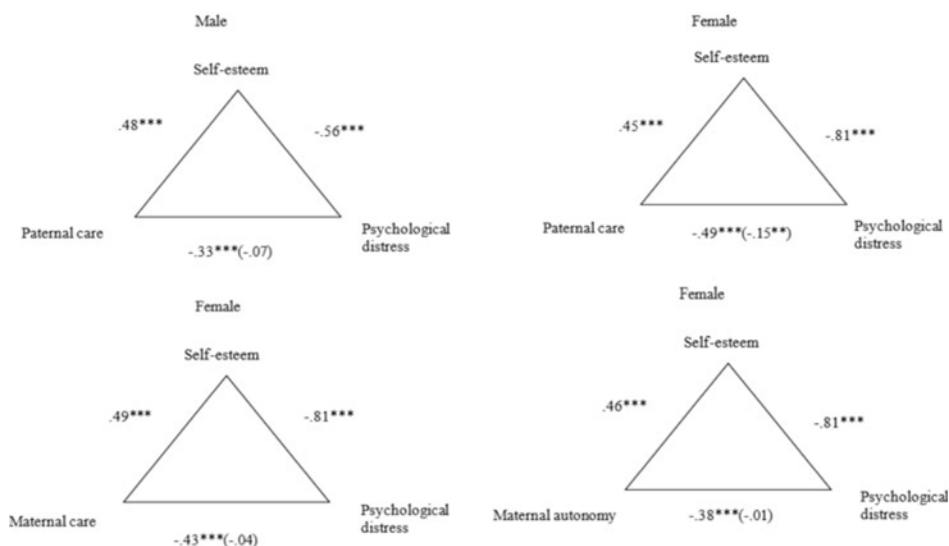 Male
Self-esteem
.48***
-.56***
Paternal care
Psychological
distress
-.33***(-.07)
Female
Self-esteem
.45***
-.81***
Paternal care
Psychological
distress
-.49***(-.15**)
Female
Self-esteem
.49***
-.81***
Maternal care
Psychological
distress
-.43***(-.04)
Female
Self-esteem
.46***
-.81***
Maternal autonomy
Psychological
distress
-.38***(-.01)